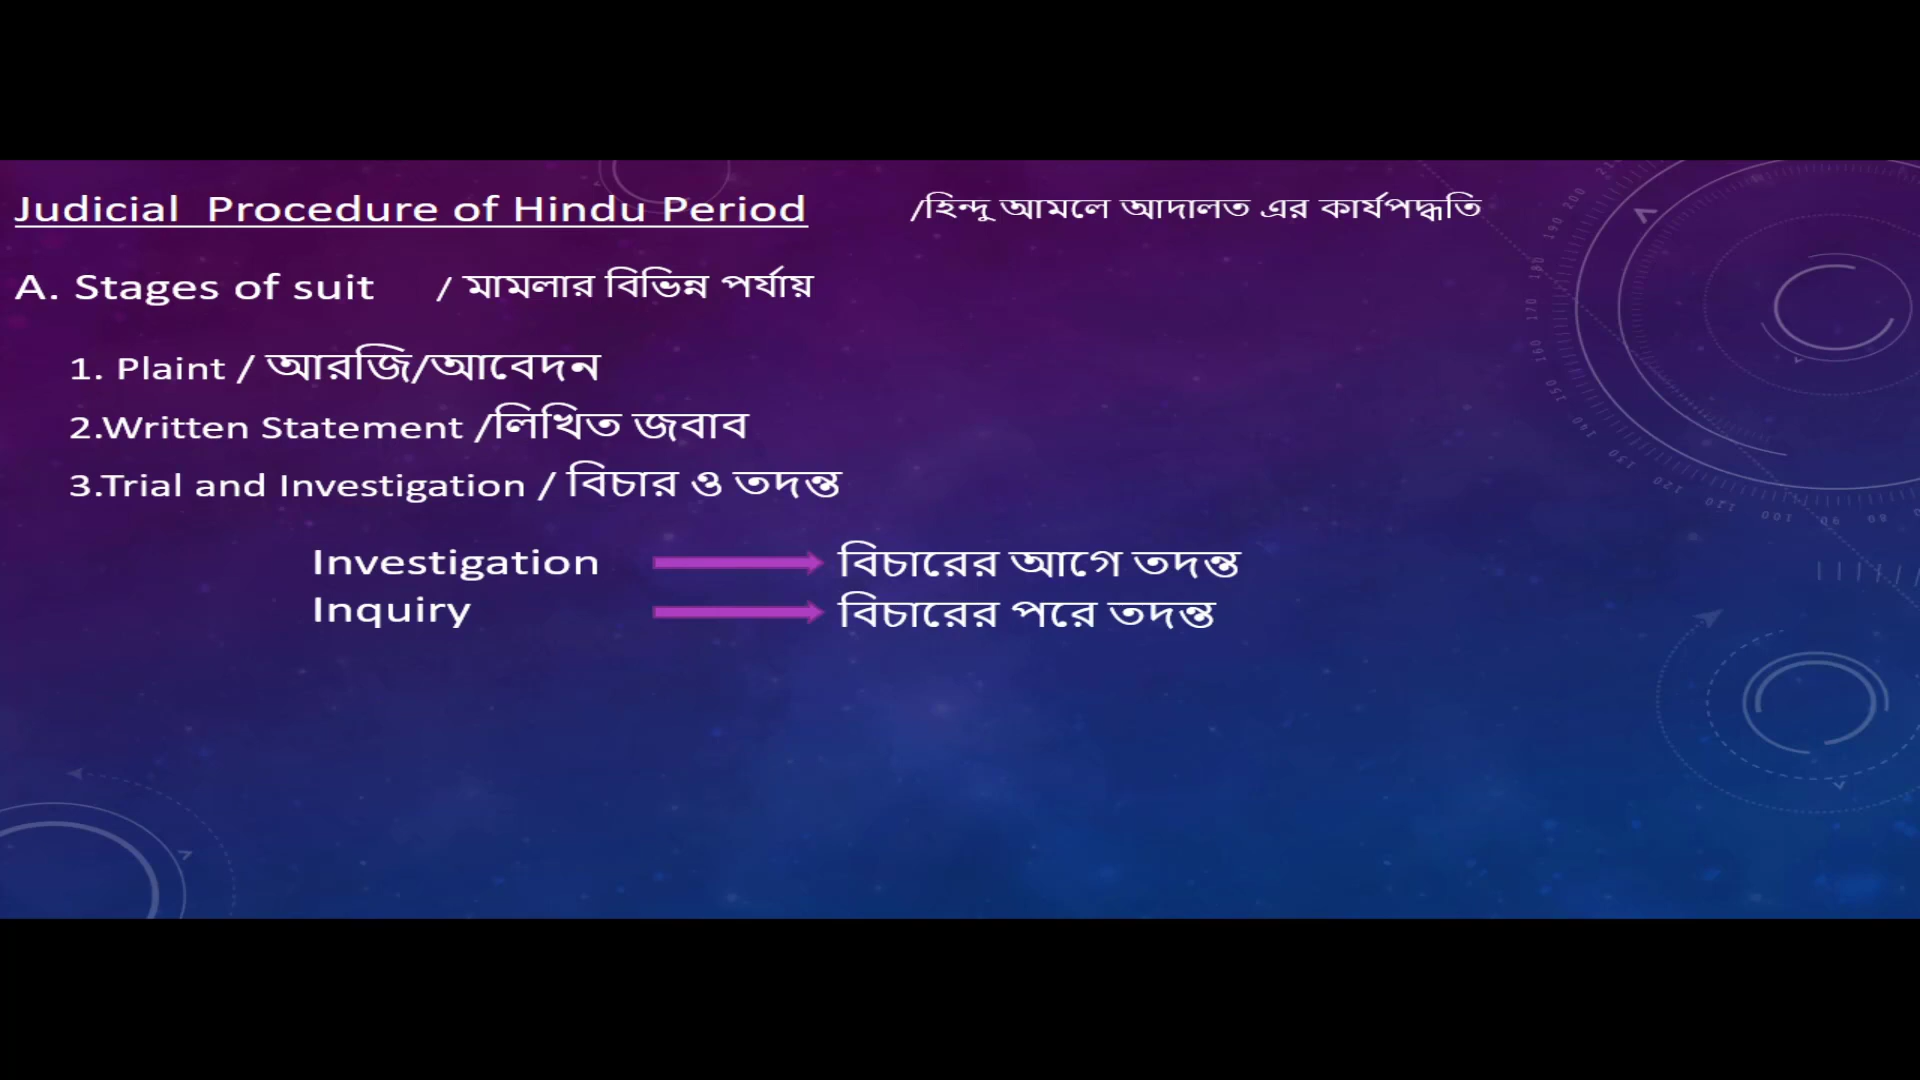 Judicial Procedure of Hindu Period /হিন্দু আমলে আদালত এর কার্যপদ্ধতি
A. Stages of suit / মামলার বিভিন্ন পর্যায়
1. Plaint / আরজি/আবেদন
2.Written Statement /লিখিত জবাব
3.Trial and Investigation / বিচার ও তদন্ত
Investigation বিচারের আগে তদন্ত
Inquiry বিচারের পরে তদন্ত